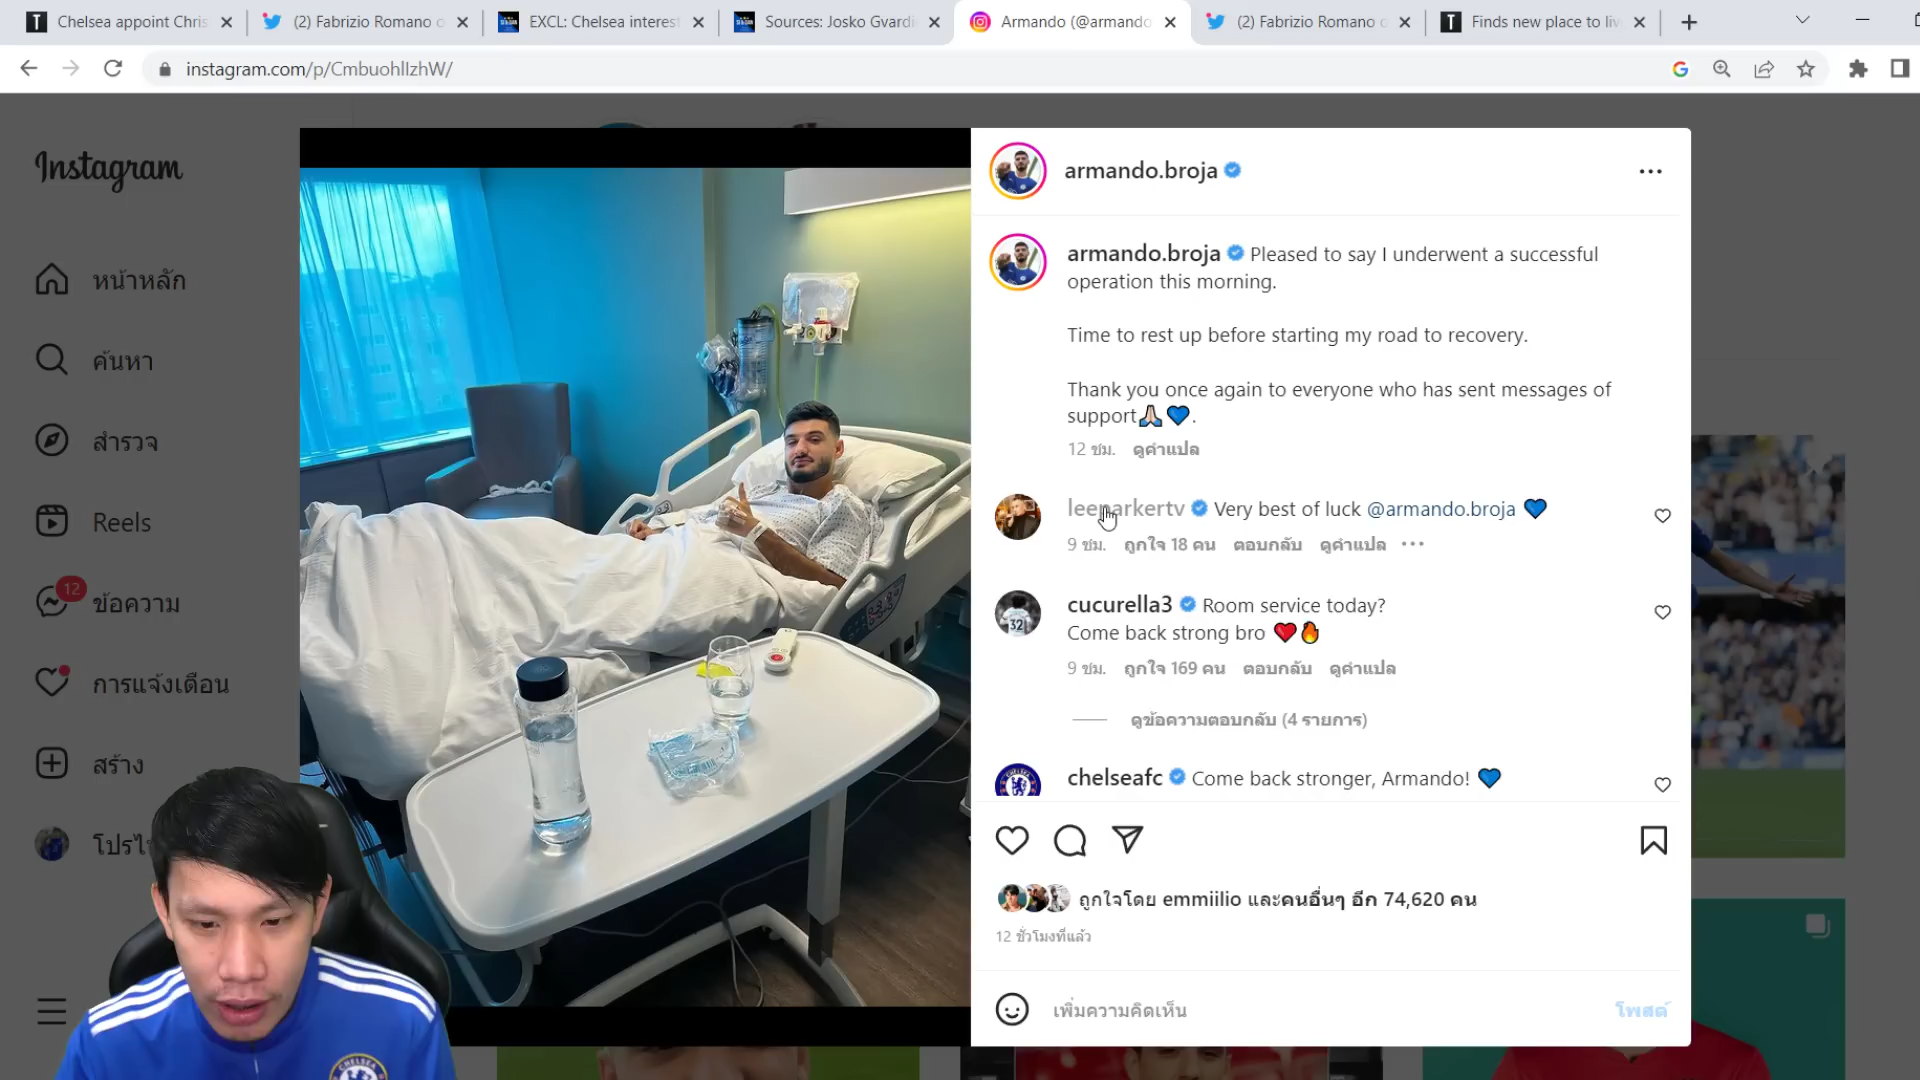 Chelsea appoint Chris
(2) Fabrizio Romano o
EXCL: Chelsea interest
Sources: Josko Gvardi
Armando (@armando
(2) Fabrizio Romano o
Finds new place to liv
instagram.com/p/CmbuohlIzhW/
Instagram
หน้าหลัก
ค้นหา
สำรวจ
Reels
12
ข้อความ
การแจ้งเตือน
สร้าง
armando.broja
armando.broja Pleased to say I underwent a successful
operation this morning.
Time to rest up before starting my road to recovery.
Thank you once again to everyone who has sent messages of
support🙏🏻💙.
12 ชม. ดูคำแปล
leeparkertv Very best of luck @armando.broja 💙
9 ชม. ถูกใจ 18 คน ตอบกลับ ดูคำแปล
cucurella3 Room service today?
Come back strong bro ❤️🔥
9 ชม. ถูกใจ 169 คน ตอบกลับ ดูคำแปล
ดูข้อความตอบกลับ (4 รายการ)
chelseafc Come back stronger, Armando! 💙
ถูกใจโดย emmiilio และคนอื่นๆ อีก 74,620 คน
12 ชั่วโมงที่แล้ว
เพิ่มความคิดเห็น
โพสต์
32
CHELSEA